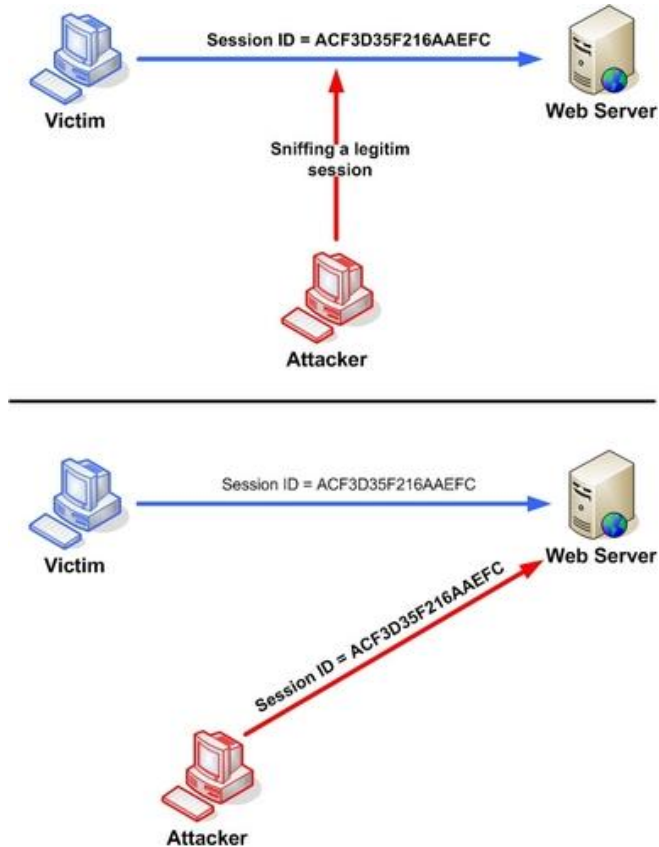 Session ID = ACF3D35F216AAEFC
Victim
Web Server
Sniffing a legitim
session
Attacker
Session ID = ACF3D35F216AAEFC
Victim
Web Server
Session ID = ACF3D35F216AAEFC
Attacker